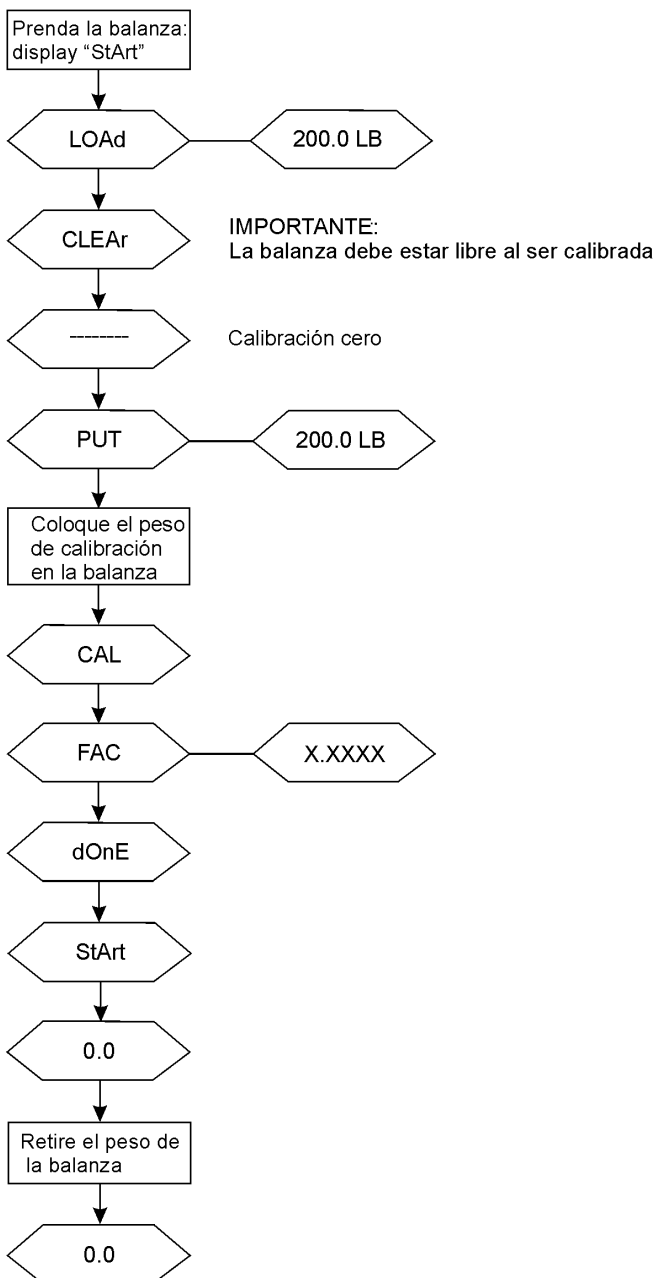 Prenda la balanza:
display “StArt”
LOAd
200.0 LB
CLEAr
IMPORTANTE:
La balanza debe estar libre al ser calibrada
--------
Calibración cero
PUT
200.0 LB
Coloque el peso
de calibración
en la balanza
CAL
FAC
X.XXXX
dOnE
StArt
0.0
Retire el peso de
la balanza
0.0